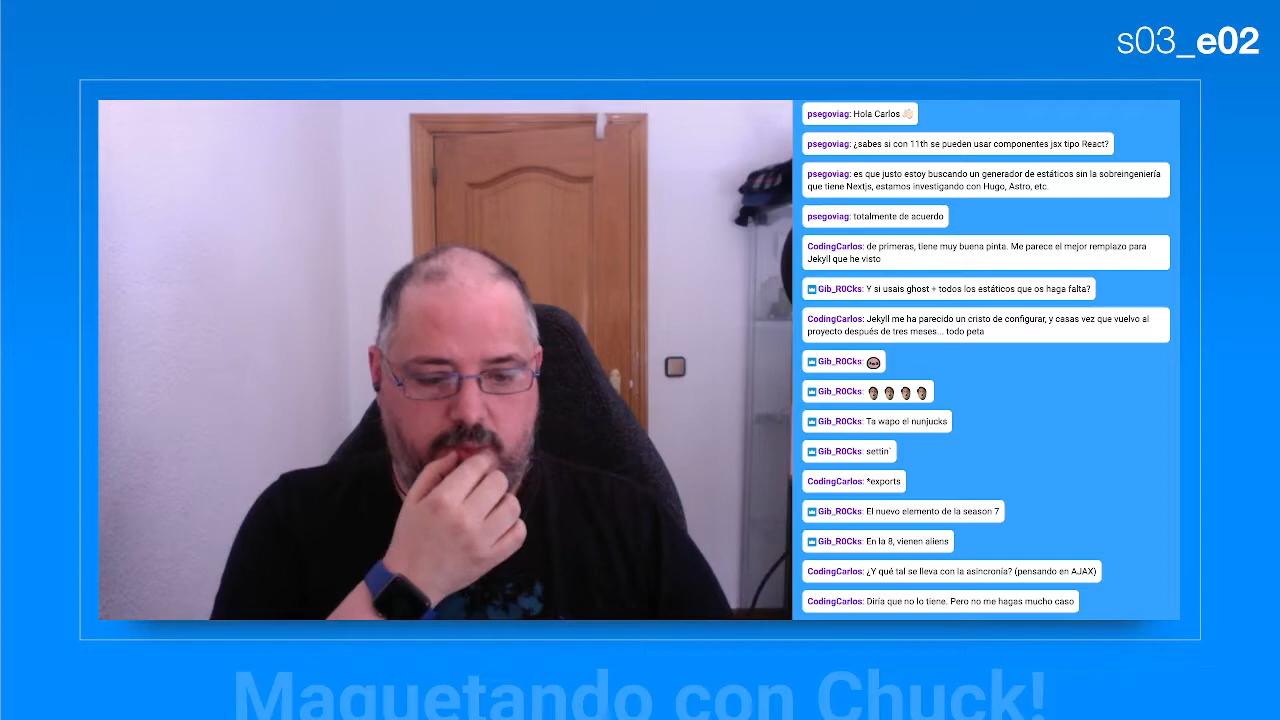 s03_e02
psegoviag: Hola Carlos 👋🏻
psegoviag: ¿sabes si con 11th se pueden usar componentes jsx tipo React?
psegoviag: es que justo estoy buscando un generador de estáticos sin la sobreingeniería
que tiene Nextjs, estamos investigando con Hugo, Astro, etc.
psegoviag: totalmente de acuerdo
CodingCarlos: de primeras, tiene muy buena pinta. Me parece el mejor remplazo para
Jekyll que he visto
Gib_R0Cks: Y si usais ghost + todos los estáticos que os haga falta?
CodingCarlos: Jekyll me ha parecido un cristo de configurar, y casas vez que vuelvo al
proyecto después de tres meses... todo peta
Gib_R0Cks:
Gib_R0Cks:
Gib_R0Cks: Ta wapo el nunjucks
Gib_R0Cks: settin`
CodingCarlos: *exports
Gib_R0Cks: El nuevo elemento de la season 7
Gib_R0Cks: En la 8, vienen aliens
CodingCarlos: ¿Y qué tal se lleva con la asincronía? (pensando en AJAX)
CodingCarlos: Diría que no lo tiene. Pero no me hagas mucho caso
Maquetando con Chuck!